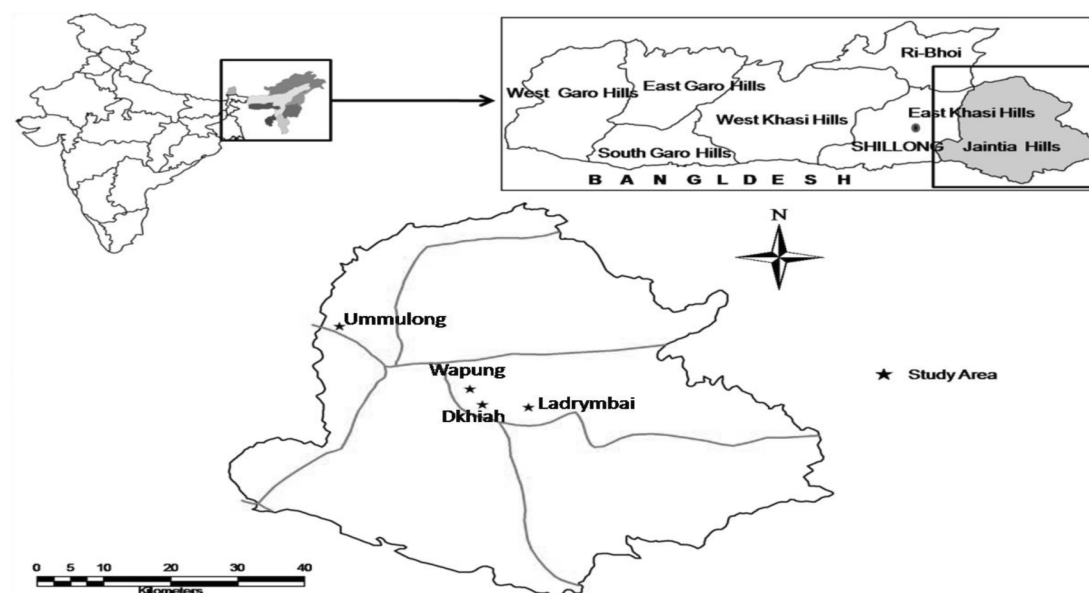 Ri-Bhoi
West Garo Hills
East Garo Hills
West Khasi Hills
East Khasi Hills
SHILLONG
South Garo Hills
Jaintia Hills
B A N G L D E S H
N
Ummulong
Wapung
Dkhiah
Ladrymbai
★ Study Area
0 5 10 20 30 40
Kilometers